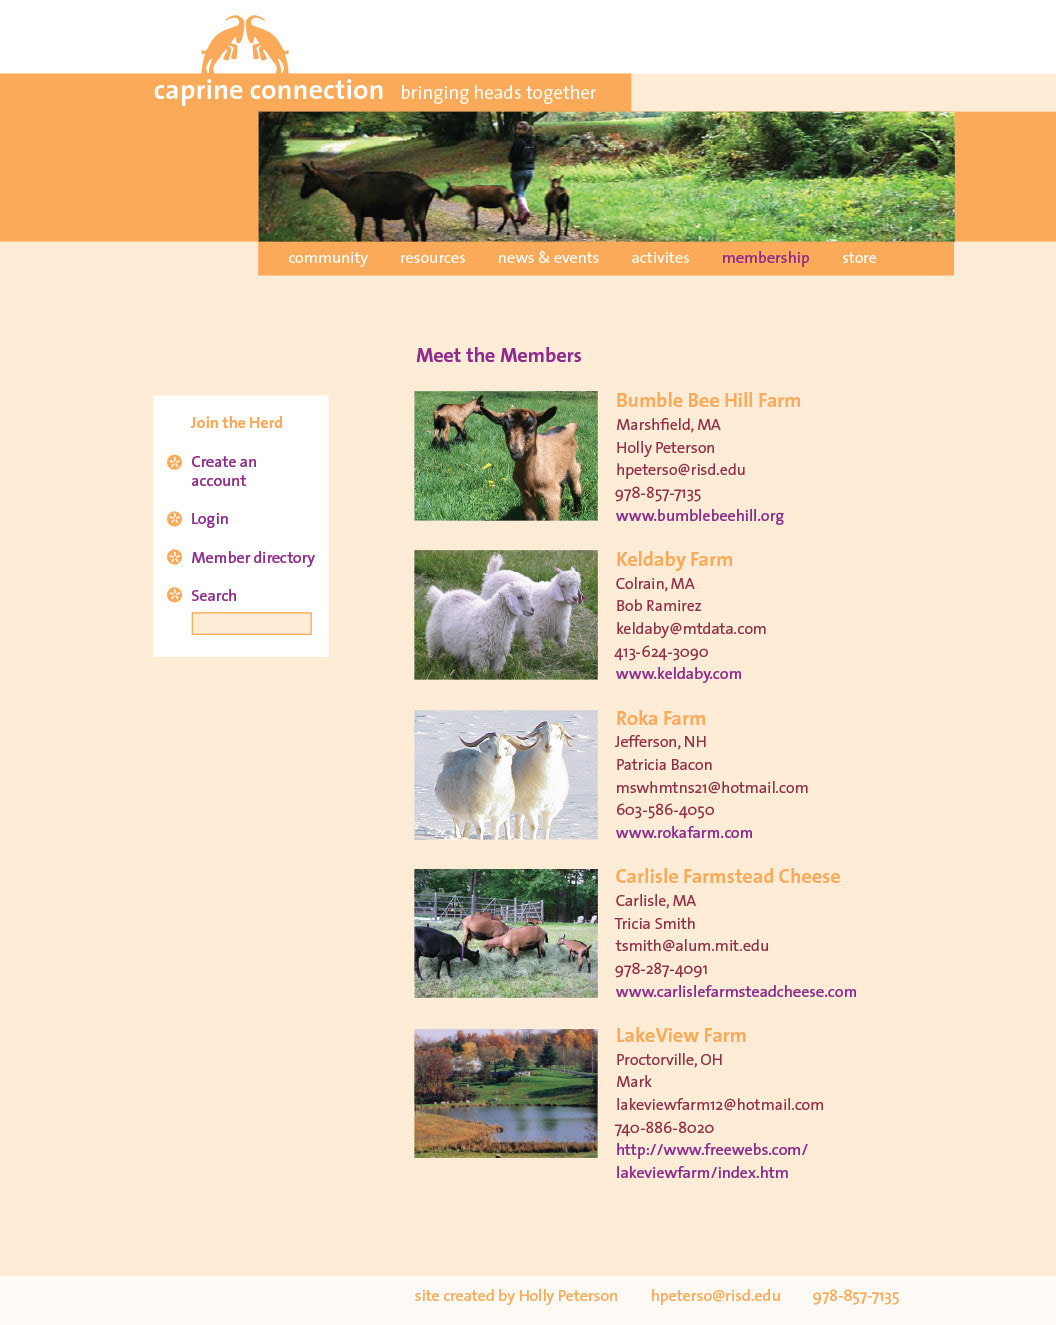 caprine connection bringing heads together
community resources news & events activites membership store
Meet the Members
Join the Herd
Create an
account
Login
Member directory
Search
Bumble Bee Hill Farm
Marshfield, MA
Holly Peterson
hpeterso@risd.edu
978-857-7135
www.bumblebeehill.org
Keldaby Farm
Colrain, MA
Bob Ramirez
keldaby@mtdata.com
413-624-3090
www.keldaby.com
Roka Farm
Jefferson, NH
Patricia Bacon
mswhmtns21@hotmail.com
603-586-4050
www.rokafarm.com
Carlisle Farmstead Cheese
Carlisle, MA
Tricia Smith
tsmith@alum.mit.edu
978-287-4091
www.carlislefarmsteadcheese.com
LakeView Farm
Proctorville, OH
Mark
lakeviewfarm12@hotmail.com
740-886-8020
http://www.freewebs.com/
lakeviewfarm/index.htm
site created by Holly Peterson hpeterso@risd.edu 978-857-7135